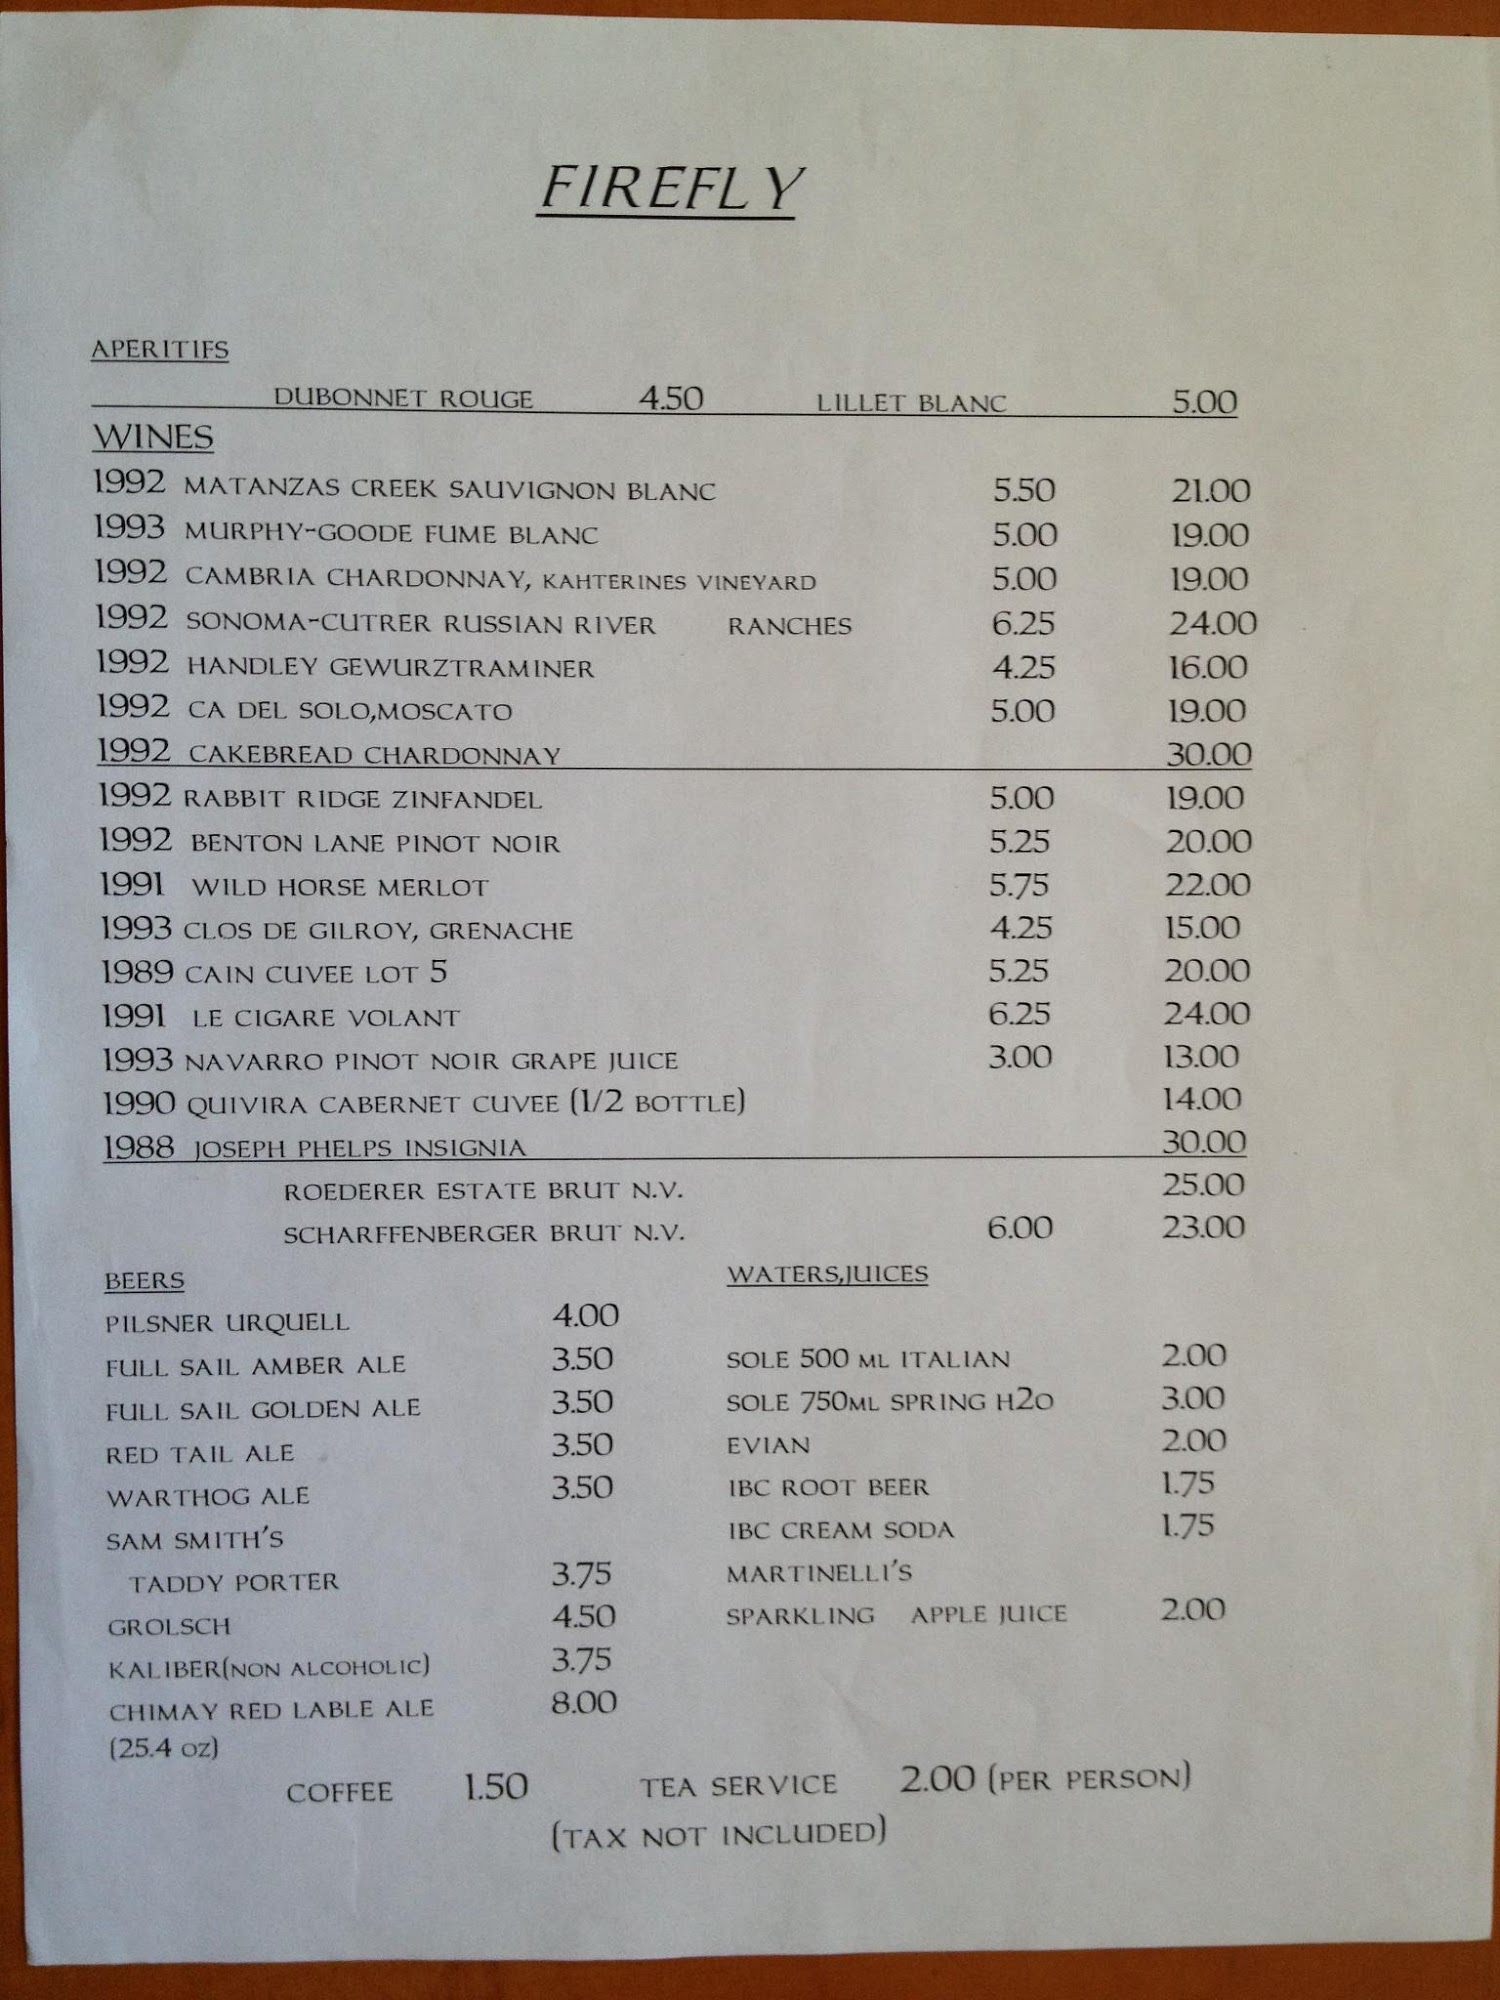 FIREFLY
APERITIFS
DUBONNET ROUGE 4.50 LILLET BLANC 5.00
WINES
1992 MATANZAS CREEK SAUVIGNON BLANC 5.50 21.00
1993 MURPHY-GOODE FUME BLANC 5.00 19.00
1992 CAMBRIA CHARDONNAY, KAHTERINES VINEYARD 5.00 19.00
1992 SONOMA-CUTRER RUSSIAN RIVER RANCHES 6.25 24.00
1992 HANDLEY GEWURZTRAMINER 4.25 16.00
1992 CA DEL SOLO,MOSCATO 5.00 19.00
1992 CAKEBREAD CHARDONNAY 30.00
1992 RABBIT RIDGE ZINFANDEL 5.00 19.00
1992 BENTON LANE PINOT NOIR 5.25 20.00
1991 WILD HORSE MERLOT 5.75 22.00
1993 CLOS DE GILROY, GRENACHE 4.25 15.00
1989 CAIN CUVEE LOT 5 5.25 20.00
1991 LE CIGARE VOLANT 6.25 24.00
1993 NAVARRO PINOT NOIR GRAPE JUICE 3.00 13.00
1990 QUIVIRA CABERNET CUVEE (1/2 BOTTLE) 14.00
1988 JOSEPH PHELPS INSIGNIA 30.00
ROEDERER ESTATE BRUT N.V. 25.00
SCHARFFENBERGER BRUT N.V. 6.00 23.00
BEERS
PILSNER URQUELL 4.00
FULL SAIL AMBER ALE 3.50
FULL SAIL GOLDEN ALE 3.50
RED TAIL ALE 3.50
WARTHOG ALE 3.50
SAM SMITH'S
TADDY PORTER 3.75
GROLSCH 4.50
KALIBER(NON ALCOHOLIC) 3.75
CHIMAY RED LABLE ALE 8.00
(25.4 OZ)
WATERS,JUICES
SOLE 500 ML ITALIAN 2.00
SOLE 750ML SPRING H2O 3.00
EVIAN 2.00
IBC ROOT BEER 1.75
IBC CREAM SODA 1.75
MARTINELLI'S
SPARKLING APPLE JUICE 2.00
COFFEE 1.50 TEA SERVICE 2.00 (PER PERSON)
(TAX NOT INCLUDED)